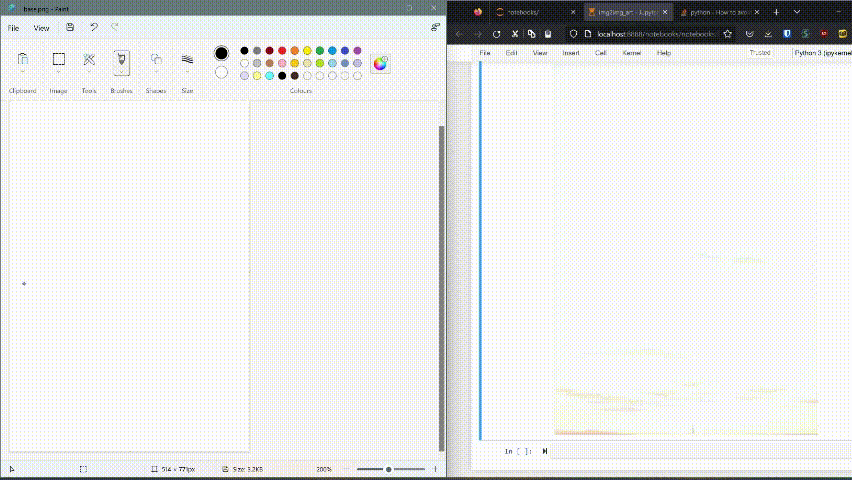 base.png - Paint
File View
Clipboard Image Tools Brushes Shapes Size Colours
514 × 771px Size: 3.2KB 200%
notebooks/
python - How to avo
localhost:8888/notebooks/notebooks
File Edit View Insert Cell Kernel Help Trusted Python 3 (ipykernel
In [ ]: